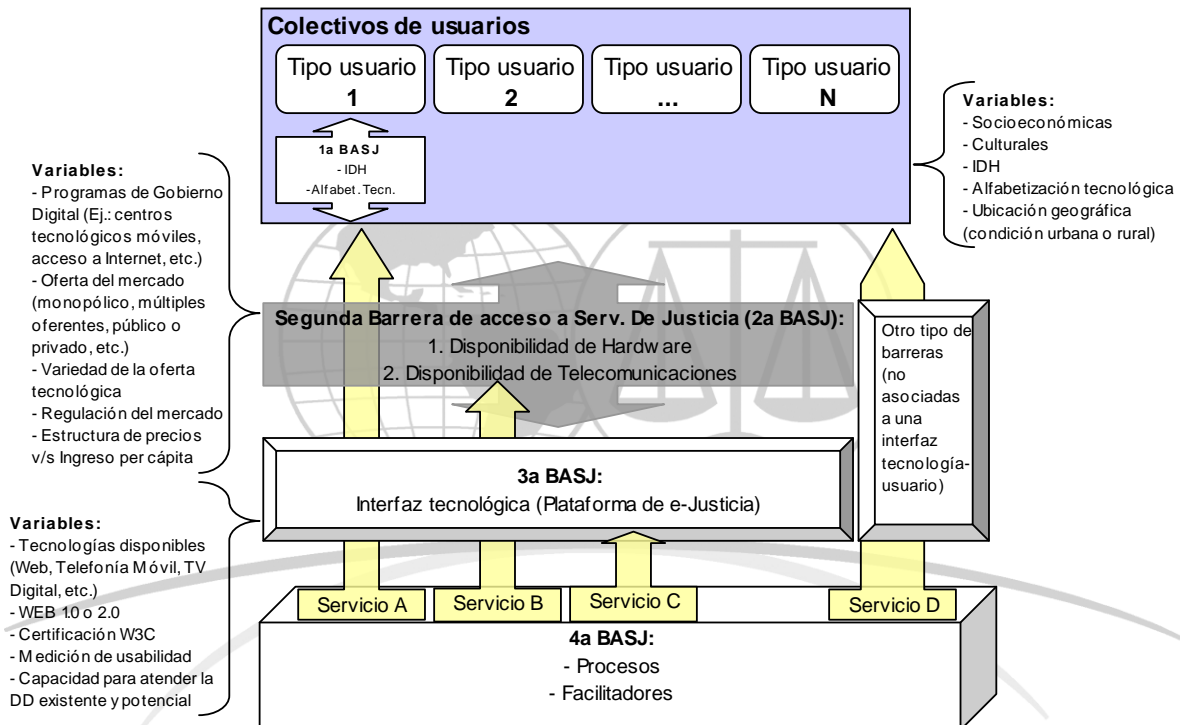 Colectivos de usuarios
Tipo usuario
1
Tipo usuario
2
Tipo usuario
...
Tipo usuario
N
1a BASJ
- IDH
-Alfabet. Tecn.
Variables:
- Socioeconómicas
- Culturales
- IDH
- Alfabetización tecnológica
- Ubicación geográfica
(condición urbana o rural)
Variables:
- Programas de Gobierno
Digital (Ej.: centros
tecnológicos móviles,
acceso a Internet, etc.)
- Oferta del mercado
(monopólico, múltiples
oferentes, público o
privado, etc.)
- Variedad de la oferta
tecnológica
- Regulación del mercado
- Estructura de precios
v/s Ingreso per cápita
Segunda Barrera de acceso a Serv. De Justicia (2a BASJ):
1. Disponibilidad de Hardware
2. Disponibilidad de Telecomunicaciones
Otro tipo de
barreras
(no
asociadas
a una
interfaz
tecnología-
usuario)
3a BASJ:
Interfaz tecnológica (Plataforma de e-Justicia)
Variables:
- Tecnologías disponibles
(Web, Telefonía Móvil, TV
Digital, etc.)
- WEB 1.0 o 2.0
- Certificación W3C
- Medición de usabilidad
- Capacidad para atender la
DD existente y potencial
Servicio A
Servicio B
Servicio C
Servicio D
4a BASJ:
- Procesos
- Facilitadores